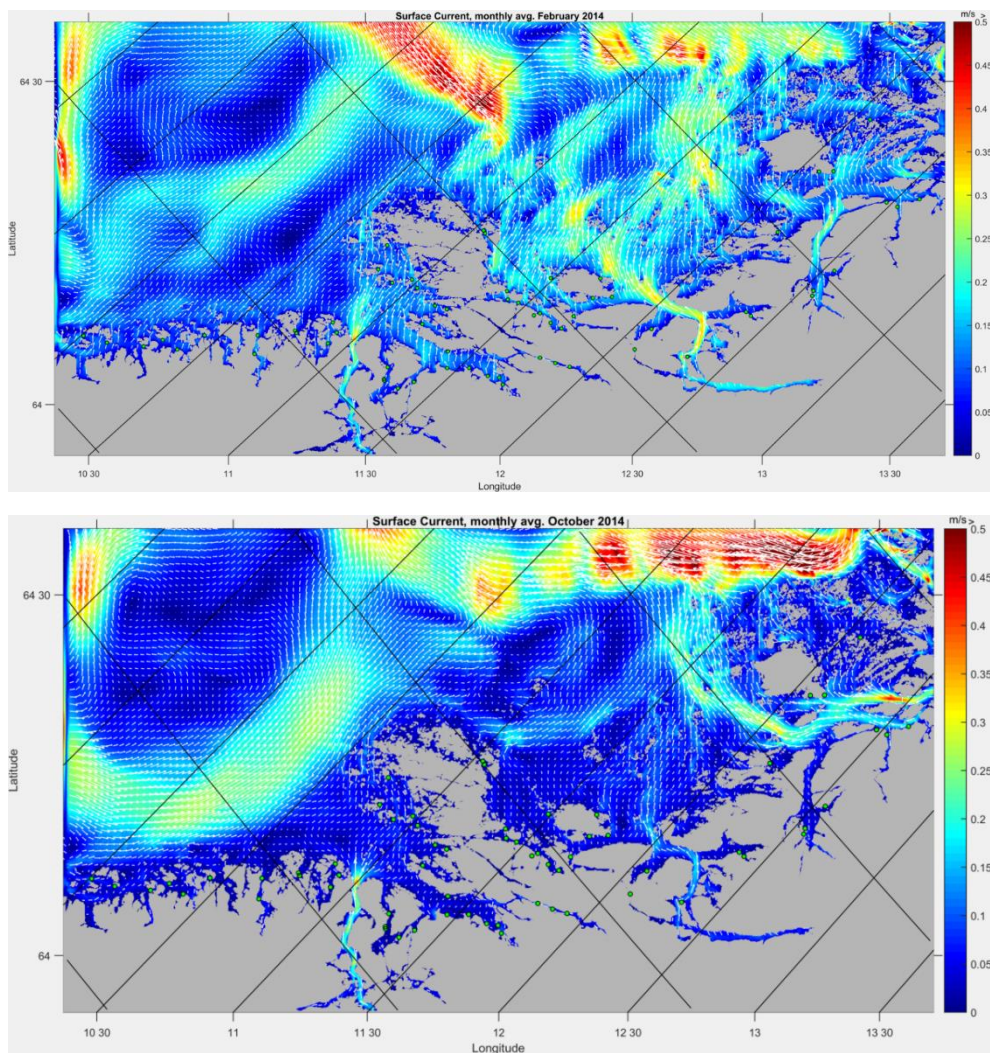 Surface Current, monthly avg. February 2014
m/s >
0.5
0.45
0.4
0.35
0.3
0.25
0.2
0.15
0.1
0.05
0
64 30
64
Latitude
10 30 11 11 30 12 12 30 13 13 30
Longitude
Surface Current, monthly avg. October 2014
m/s >
0.5
0.45
0.4
0.35
0.3
0.25
0.2
0.15
0.1
0.05
0
64 30
64
Latitude
10 30 11 11 30 12 12 30 13 13 30
Longitude